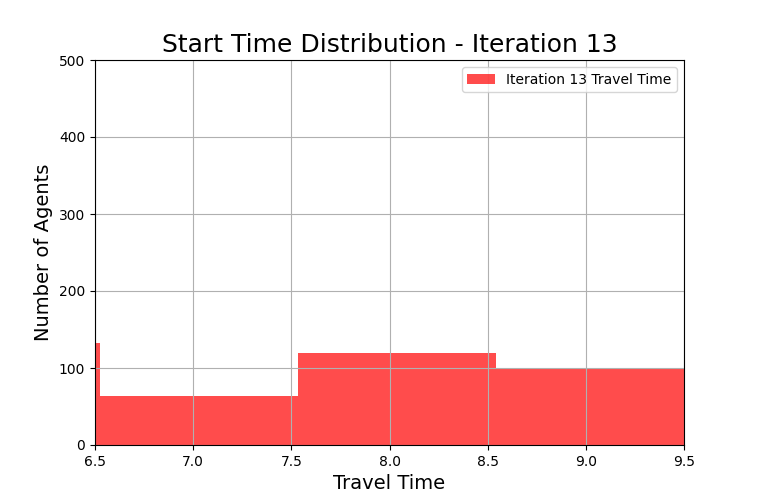 Start Time Distribution - Iteration 13
Iteration 13 Travel Time
500
400
300
200
100
0
Number of Agents
6.5 7.0 7.5 8.0 8.5 9.0 9.5
Travel Time